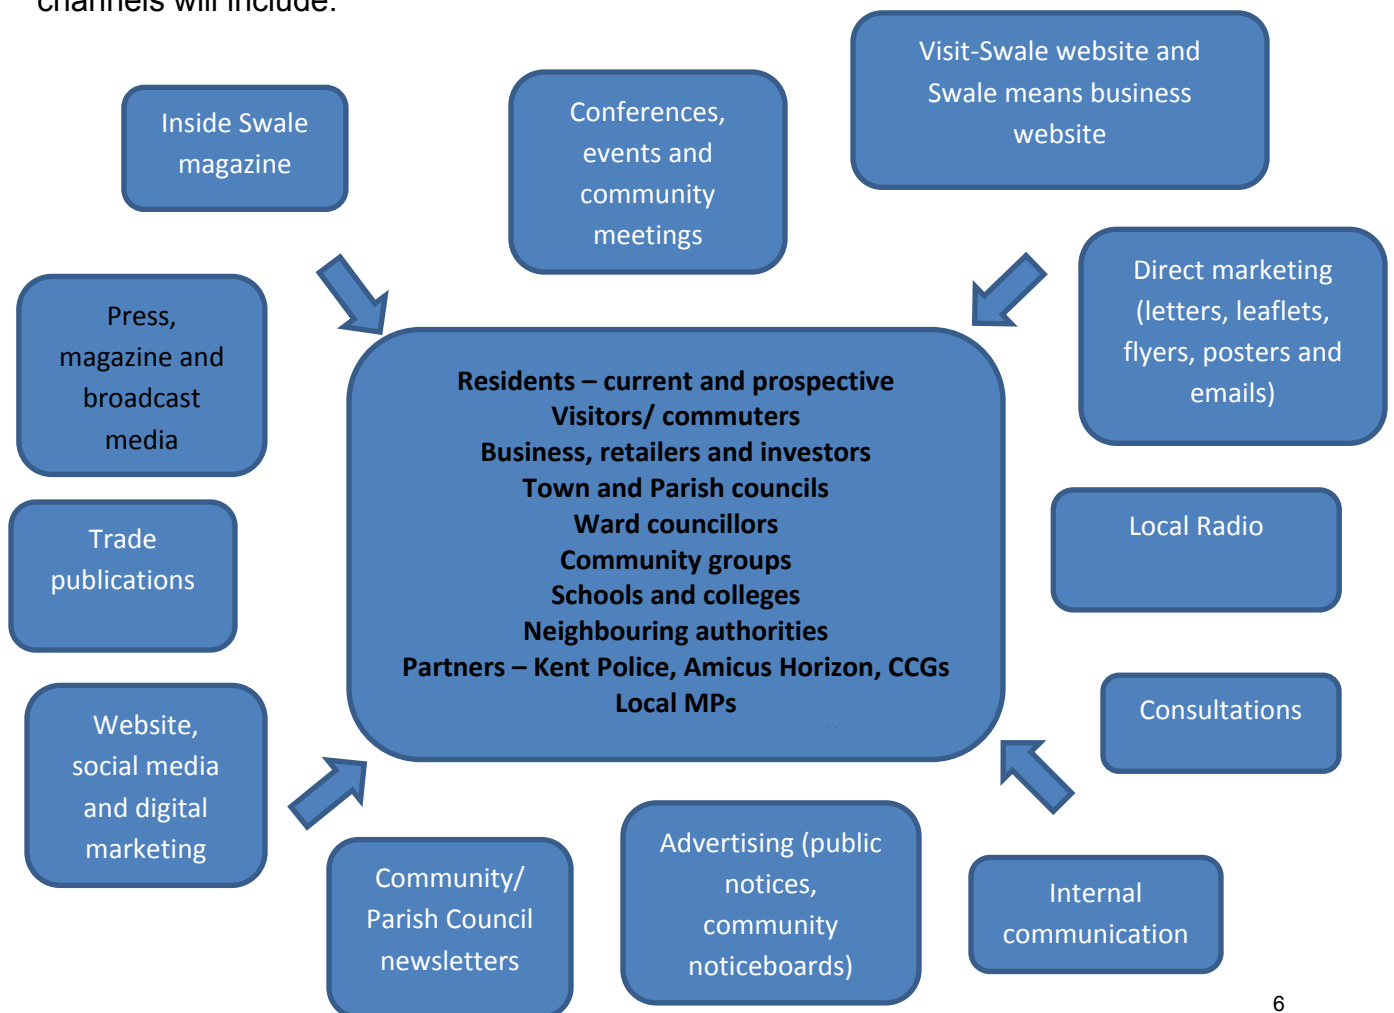 channels will include:
Visit-Swale website and
Swale means business
website
Conferences,
events and
community
meetings
Inside Swale
magazine
Direct marketing
(letters, leaflets,
flyers, posters and
emails)
Press,
magazine and
broadcast
media
Residents – current and prospective
Visitors/ commuters
Business, retailers and investors
Town and Parish councils
Ward councillors
Community groups
Schools and colleges
Neighbouring authorities
Partners – Kent Police, Amicus Horizon, CCGs
Local MPs
Trade
publications
Local Radio
Website,
social media
and digital
marketing
Consultations
Community/
Parish Council
newsletters
Advertising (public
notices,
community
noticeboards)
Internal
communication
6